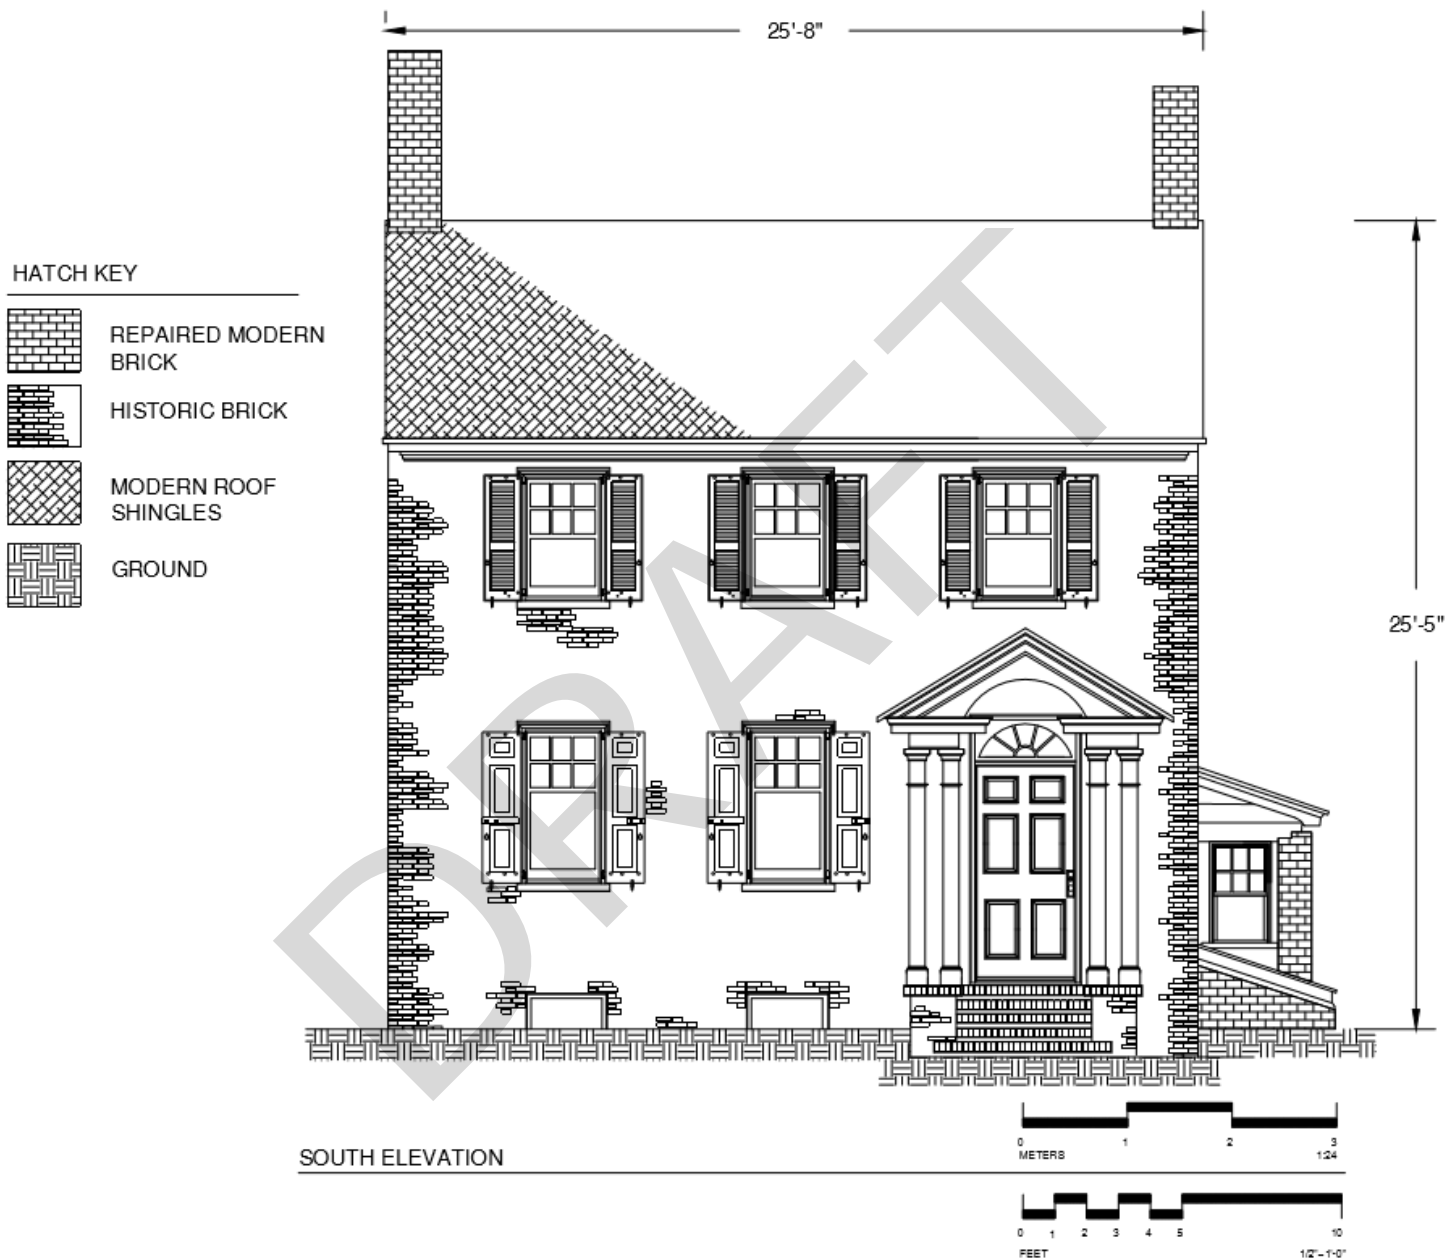 25'-8"
HATCH KEY
REPAIRED MODERN
BRICK
HISTORIC BRICK
MODERN ROOF
SHINGLES
GROUND
25'-5"
DRAFT
SOUTH ELEVATION
0 1 2 3
METERS 1:24
0 1 2 3 4 5 10
FEET 1/2"=1'-0"